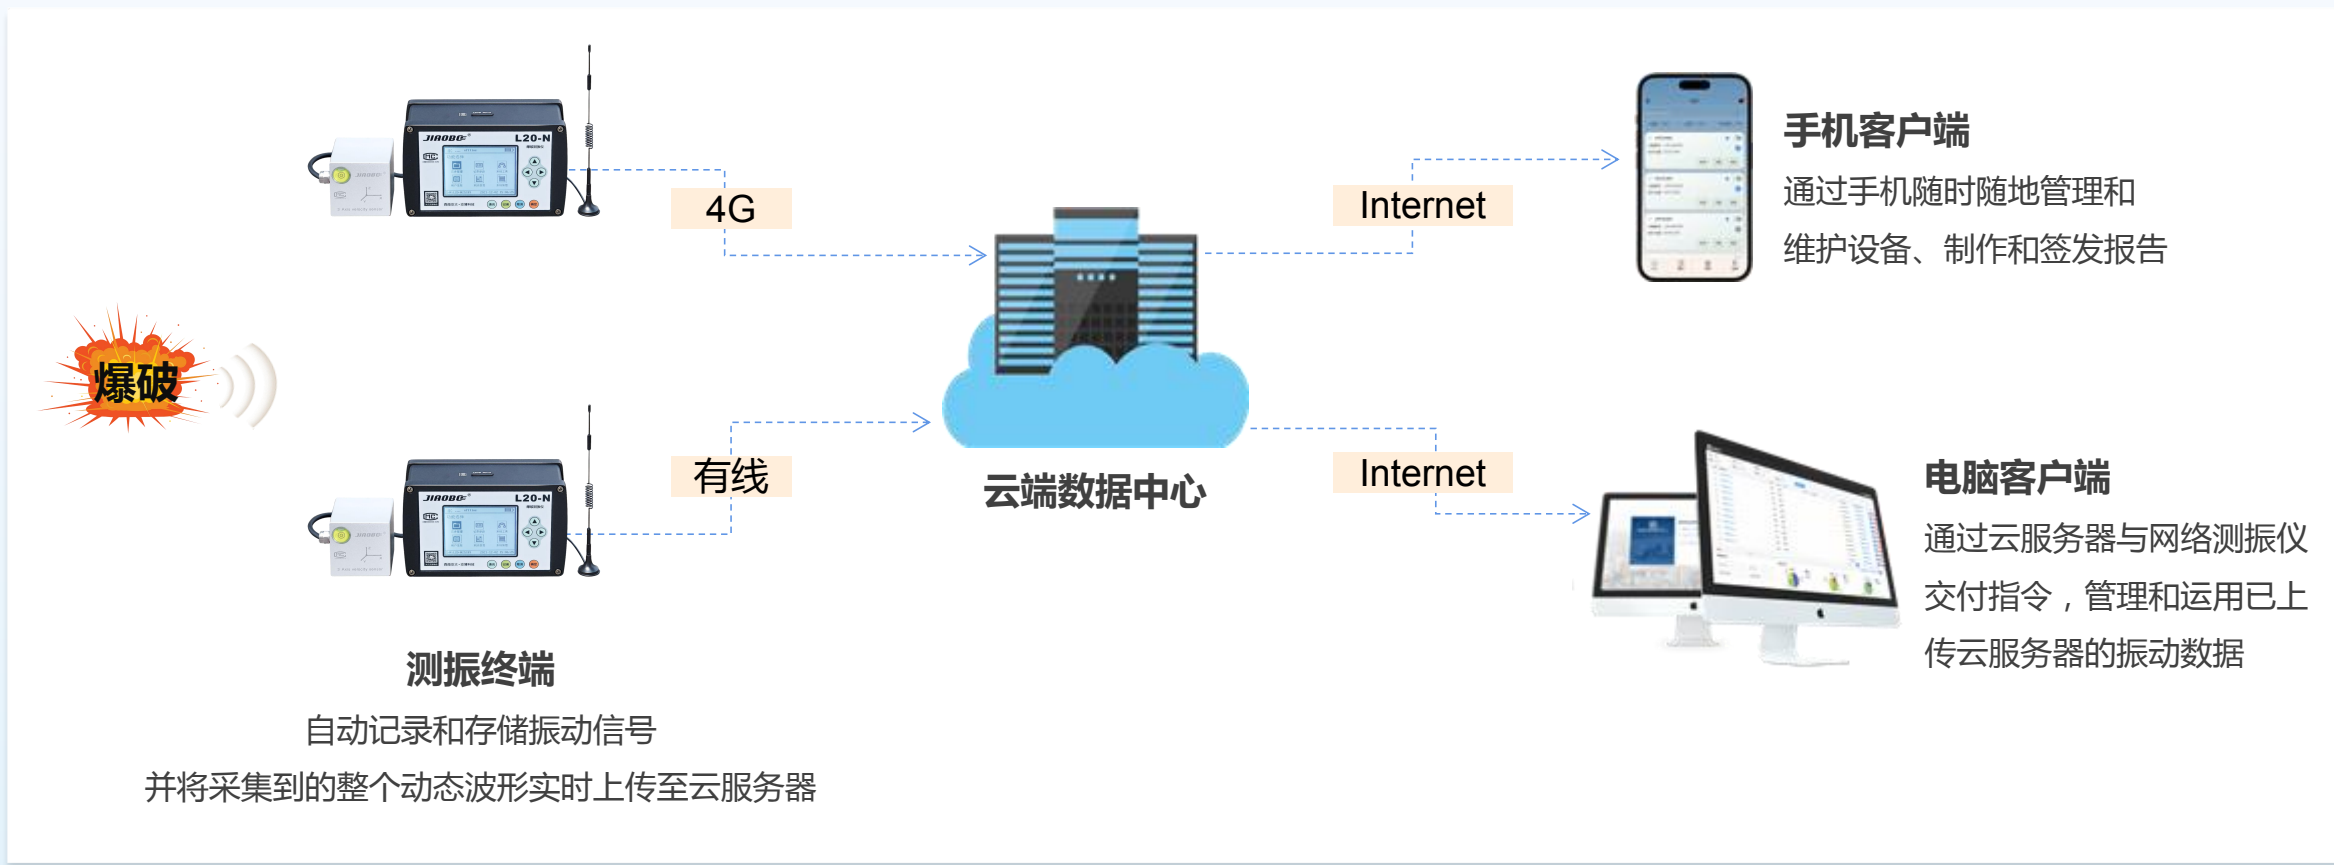 JIAOBO
L20-N
4G
Internet
手机客户端
通过手机随时随地管理和
维护设备、制作和签发报告
爆破
JIAOBO
L20-N
有线
云端数据中心
Internet
电脑客户端
通过云服务器与网络测振仪
交付指令，管理和运用已上
传云服务器的振动数据
测振终端
自动记录和存储振动信号
并将采集到的整个动态波形实时上传至云服务器